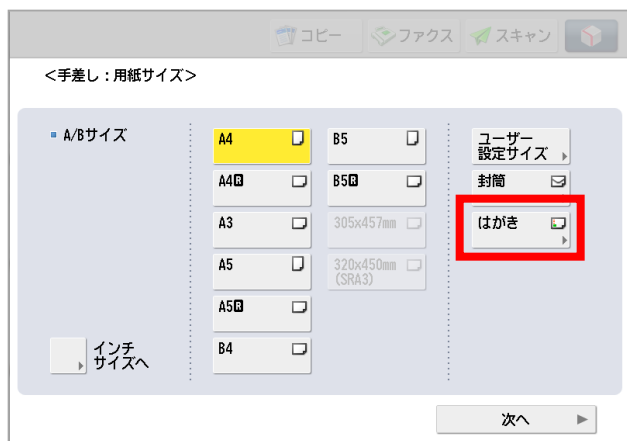 コピー ファクス スキャン
<手差し：用紙サイズ>
A/Bサイズ
A4
A4R
A3
A5
A5R
B4
B5
B5R
305x457mm
320x450mm
(SRA3)
ユーザー
設定サイズ
封筒
はがき
インチ
サイズへ
次へ